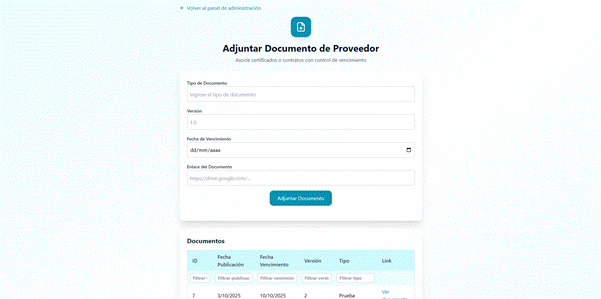 ← Volver al panel de administración
Adjuntar Documento de Proveedor
Asocie certificados o contratos con control de vencimiento
Tipo de Documento
Ingrese el tipo de documento
Versión
1.0
Fecha de Vencimiento
dd/mm/aaaa
Enlace del Documento
https://drive.google.com/...
Adjuntar Documento
Documentos
ID Fecha Publicación Fecha Vencimiento Versión Tipo Link
Filtrar Filtrar publicac Filtrar vencimien Filtrar versi Filtrar tipo
7 3/10/2025 10/10/2025 2 Prueba Ver